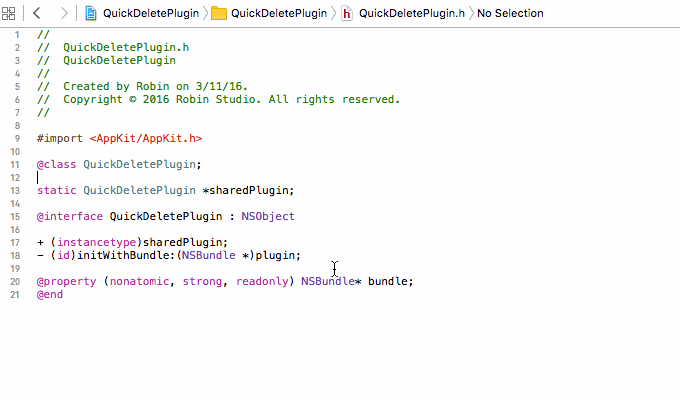 QuickDeletePlugin QuickDeletePlugin h QuickDeletePlugin.h No Selection
1 //
2 //  QuickDeletePlugin.h
3 //  QuickDeletePlugin
4 //
5 //  Created by Robin on 3/11/16.
6 //  Copyright © 2016 Robin Studio. All rights reserved.
7 //
8
9 #import <AppKit/AppKit.h>
10
11 @class QuickDeletePlugin;
12
13 static QuickDeletePlugin *sharedPlugin;
14
15 @interface QuickDeletePlugin : NSObject
16
17 + (instancetype)sharedPlugin;
18 - (id)initWithBundle:(NSBundle *)plugin;
19
20 @property (nonatomic, strong, readonly) NSBundle* bundle;
21 @end